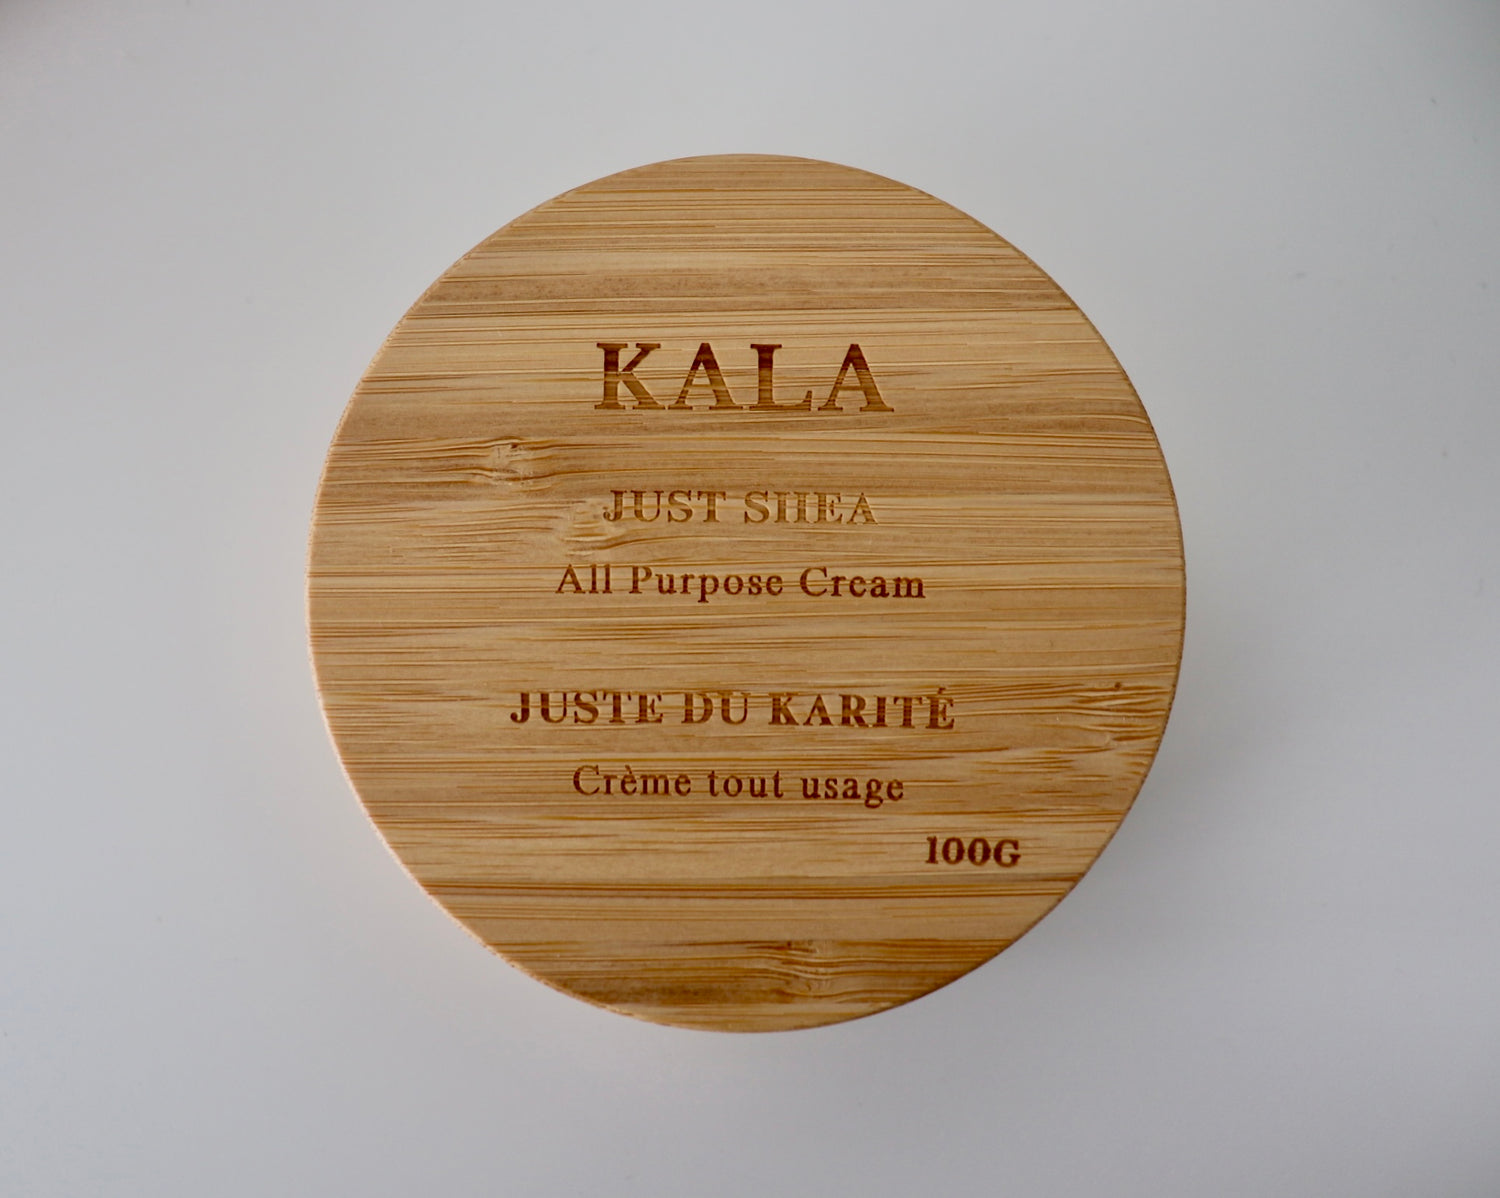 KALA
JUST SHEA
All Purpose Cream
JUSTE DU KARITÉ
Crème tout usage
100G